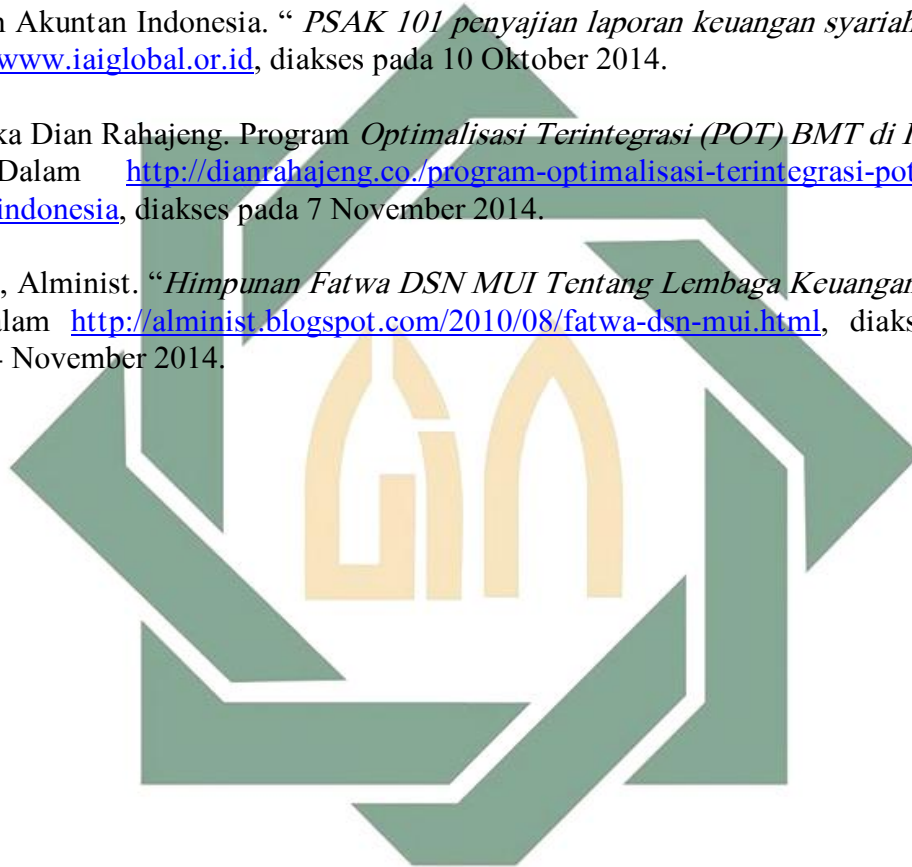 n Akuntan Indonesia. “ PSAK 101 penyajian laporan keuangan syariah
www.iaiglobal.or.id, diakses pada 10 Oktober 2014.
ka Dian Rahajeng. Program Optimalisasi Terintegrasi (POT) BMT di I
Dalam http://dianrahajeng.co./program-optimalisasi-terintegrasi-pot
indonesia, diakses pada 7 November 2014.
, Alminist. “Himpunan Fatwa DSN MUI Tentang Lembaga Keuangan
alam http://alminist.blogspot.com/2010/08/fatwa-dsn-mui.html, diaks
November 2014.